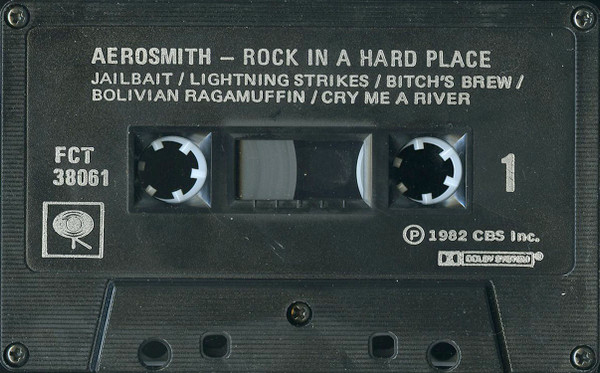 AEROSMITH – ROCK IN A HARD PLACE
JAILBAIT / LIGHTNING STRIKES / BITCH'S BREW /
BOLIVIAN RAGAMUFFIN / CRY ME A RIVER
FCT
38061
1
Ⓟ 1982 CBS Inc.
DOLBY SYSTEM®